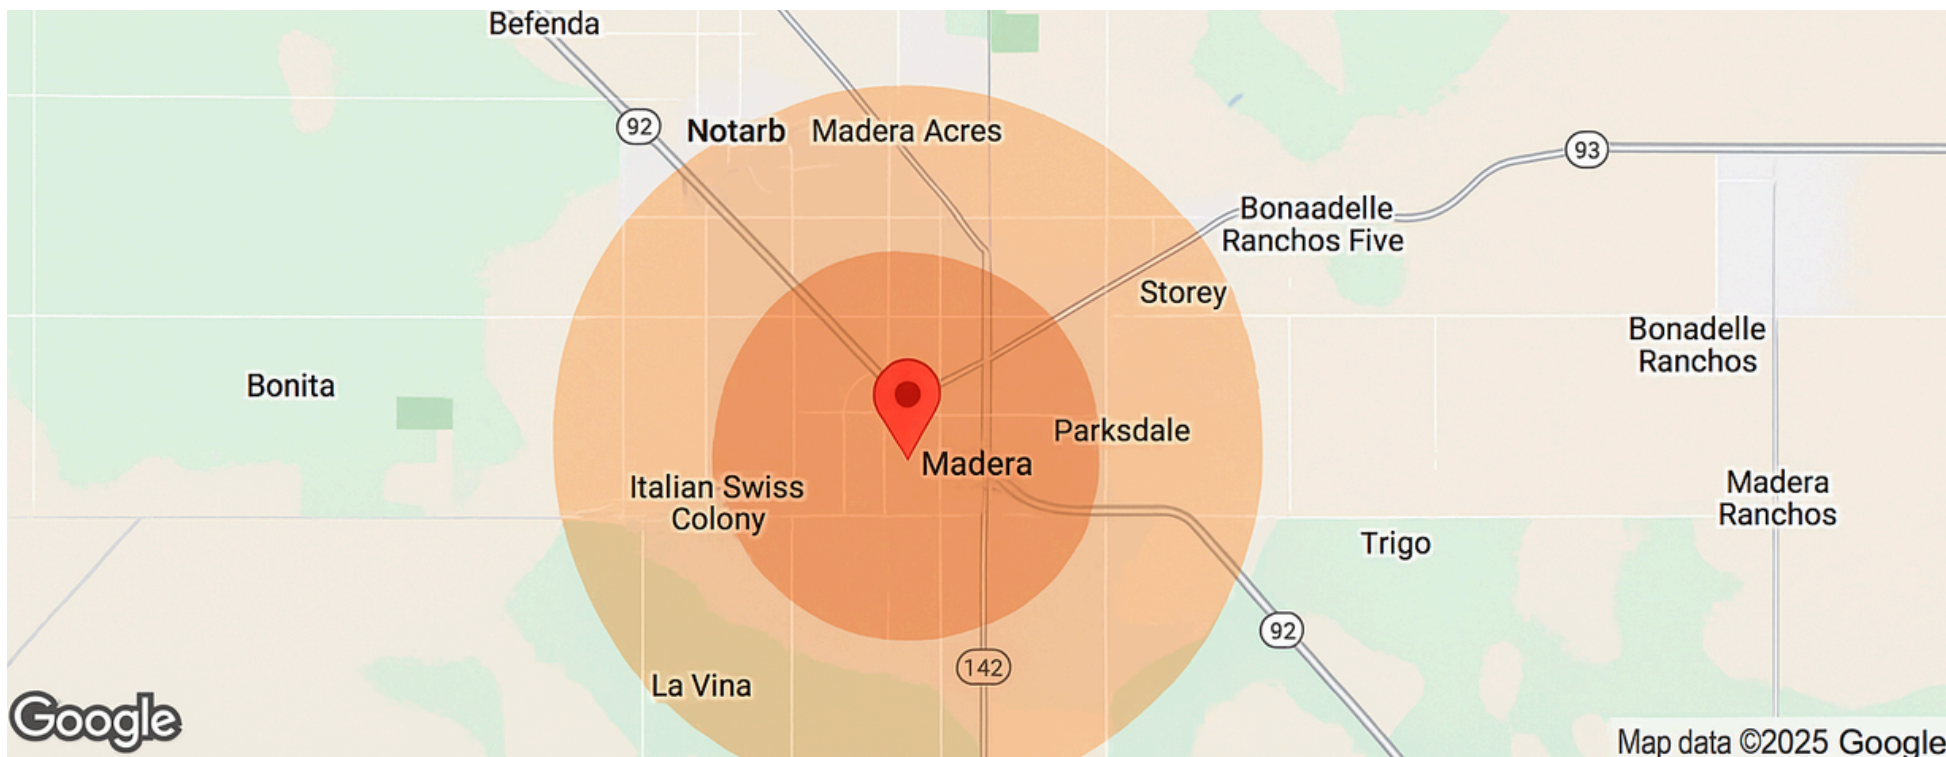 Befenda
92
Notarb
Madera Acres
93
Bonaadelle
Ranchos Five
Storey
Bonadelle
Ranchos
Bonita
Parksdale
Madera
Italian Swiss
Colony
Madera
Ranchos
Trigo
92
142
La Vina
Google
Map data ©2025 Google